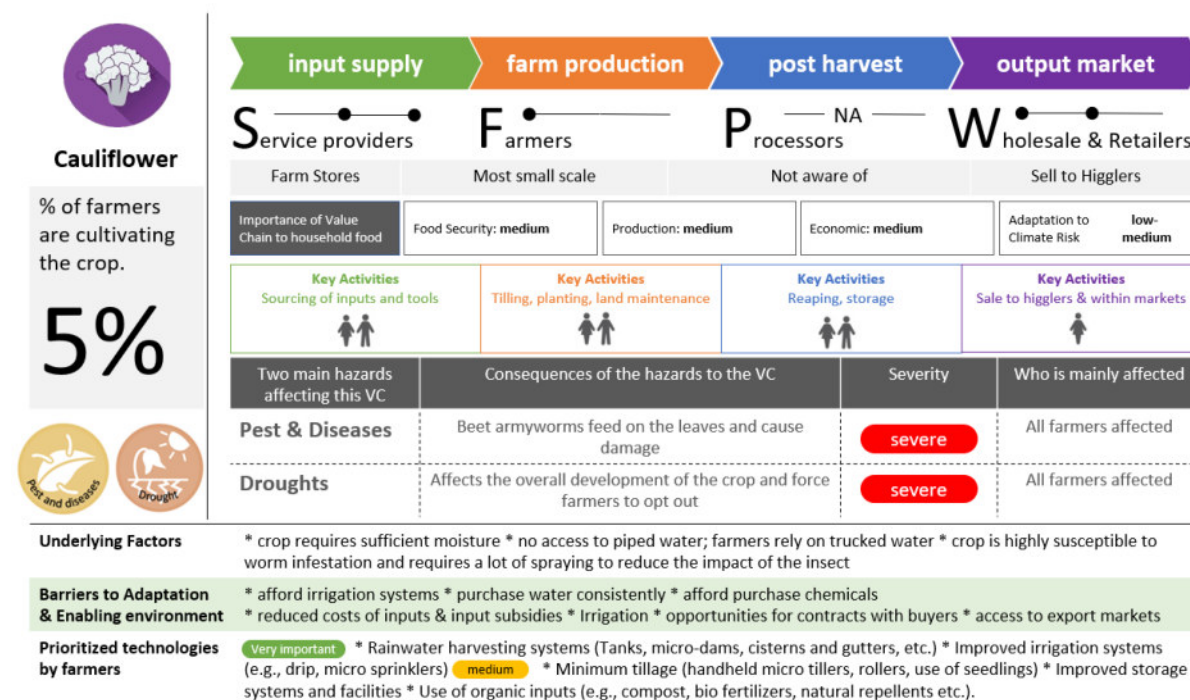 input supply
farm production
post harvest
output market
Service providers
Farmers
NA
Processors
Wholesale & Retailers
Cauliflower
Farm Stores
Most small scale
Not aware of
Sell to Higglers
% of farmers
are cultivating
the crop.
5%
Importance of Value
Chain to household food
Food Security: medium
Production: medium
Economic: medium
Adaptation to
Climate Risk
low-
medium
Key Activities
Sourcing of inputs and tools
Key Activities
Tilling, planting, land maintenance
Key Activities
Reaping, storage
Key Activities
Sale to higglers & within markets
Two main hazards
affecting this VC
Consequences of the hazards to the VC
Severity
Who is mainly affected
Pest & Diseases
Beet armyworms feed on the leaves and cause
damage
severe
All farmers affected
Droughts
Affects the overall development of the crop and force
farmers to opt out
severe
All farmers affected
Pest and diseases
Drought
Underlying Factors
* crop requires sufficient moisture * no access to piped water; farmers rely on trucked water * crop is highly susceptible to
worm infestation and requires a lot of spraying to reduce the impact of the insect
Barriers to Adaptation
& Enabling environment
* afford irrigation systems * purchase water consistently * afford purchase chemicals
* reduced costs of inputs & input subsidies * Irrigation * opportunities for contracts with buyers * access to export markets
Prioritized technologies
by farmers
Very important * Rainwater harvesting systems (Tanks, micro-dams, cisterns and gutters, etc.) * Improved irrigation systems
(e.g., drip, micro sprinklers) medium * Minimum tillage (handheld micro tillers, rollers, use of seedlings) * Improved storage
systems and facilities * Use of organic inputs (e.g., compost, bio fertilizers, natural repellents etc.).